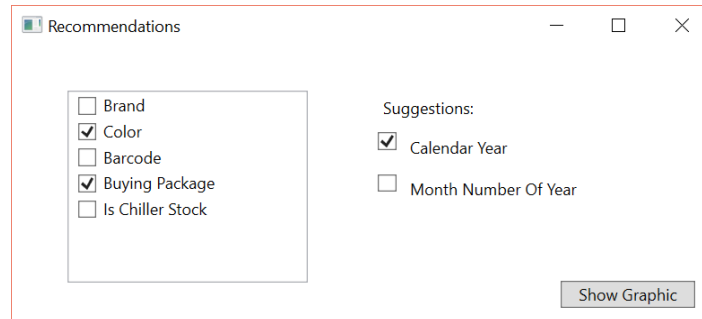 Recommendations
Brand
Color
Barcode
Buying Package
Is Chiller Stock
Suggestions:
Calendar Year
Month Number Of Year
Show Graphic